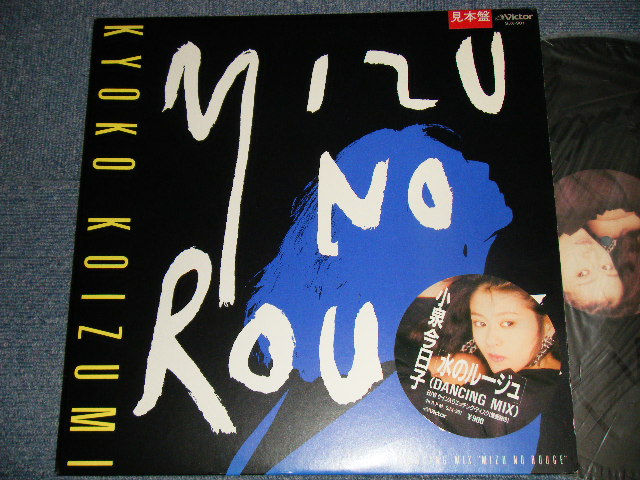 見本盤
Victor
KYOKO KOIZUMI
MIZU
NO
ROU
小泉今日子
水のルージュ
(DANCING MIX)
Victor
¥900
MIX "MIZU NO ROUGE"